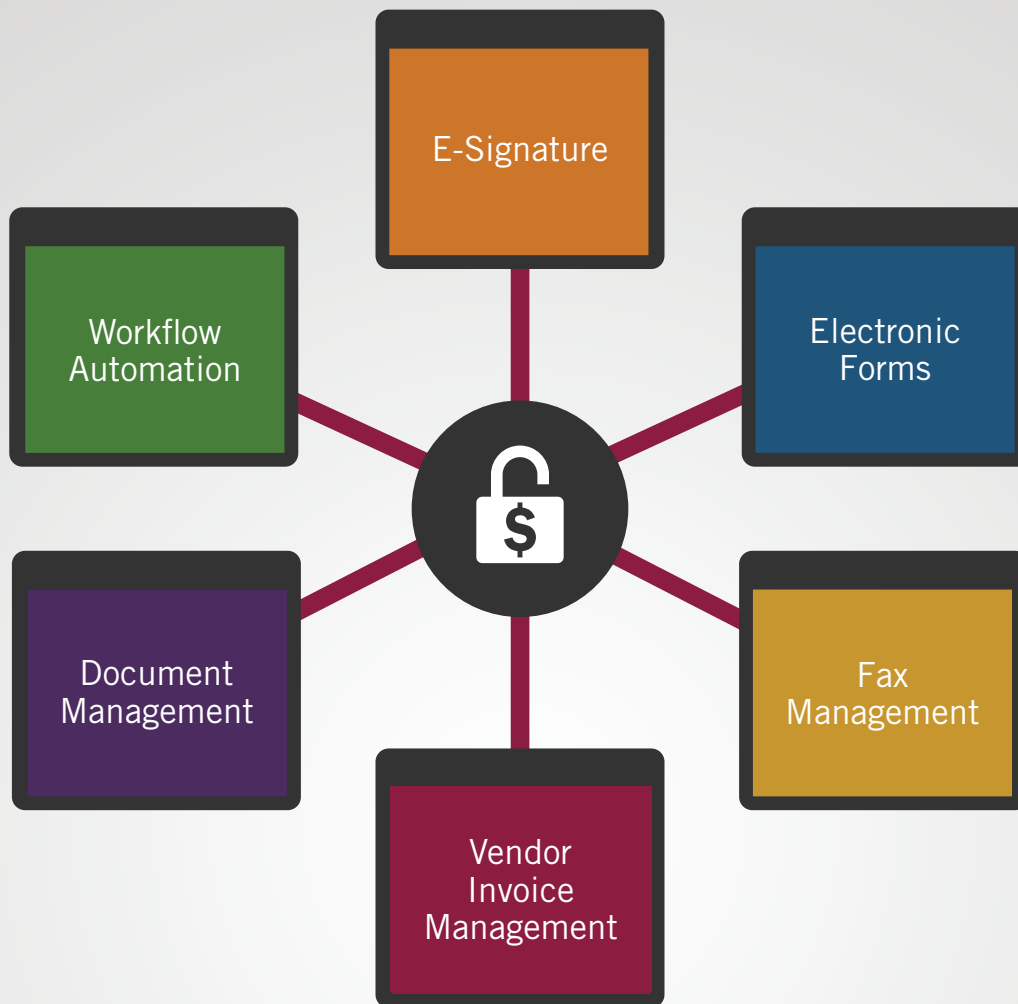 E-Signature
Workflow
Automation
Electronic
Forms
$
Document
Management
Fax
Management
Vendor
Invoice
Management